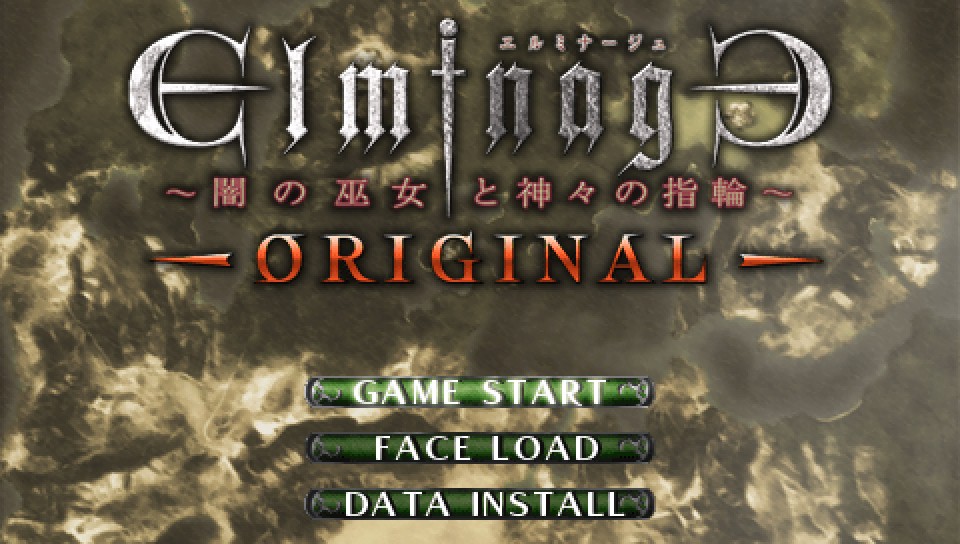 エルミナージュ
Elminage
～闇の巫女と神々の指輪～
ORIGINAL
GAME START
FACE LOAD
DATA INSTALL